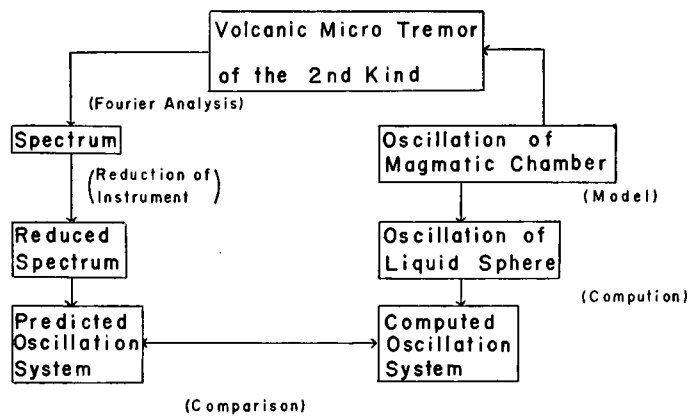 Volcanic Micro Tremor
of the 2nd Kind
(Fourier Analysis)
Spectrum
(Reduction of
Instrument)
Reduced
Spectrum
Predicted
Oscillation
System
Oscillation of
Magmatic Chamber
(Model)
Oscillation of
Liquid Sphere
(Compution)
Computed
Oscillation
System
(Comparison)